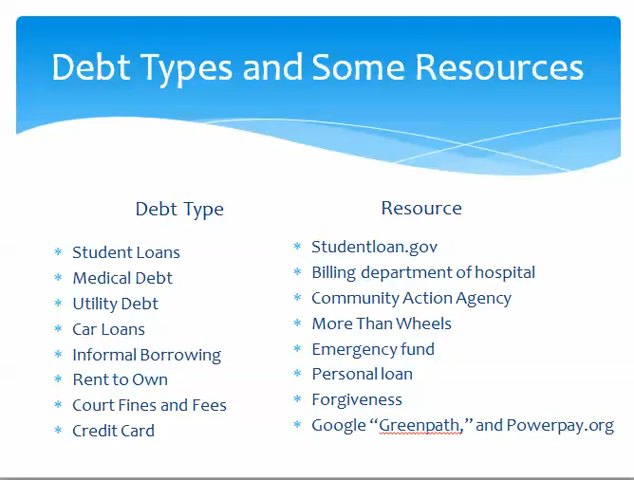 Debt Types and Some Resources
Debt Type
Student Loans
Medical Debt
Utility Debt
Car Loans
Informal Borrowing
Rent to Own
Court Fines and Fees
Credit Card
Resource
Studentloan.gov
Billing department of hospital
Community Action Agency
More Than Wheels
Emergency fund
Personal loan
Forgiveness
Google “Greenpath,” and Powerpay.org